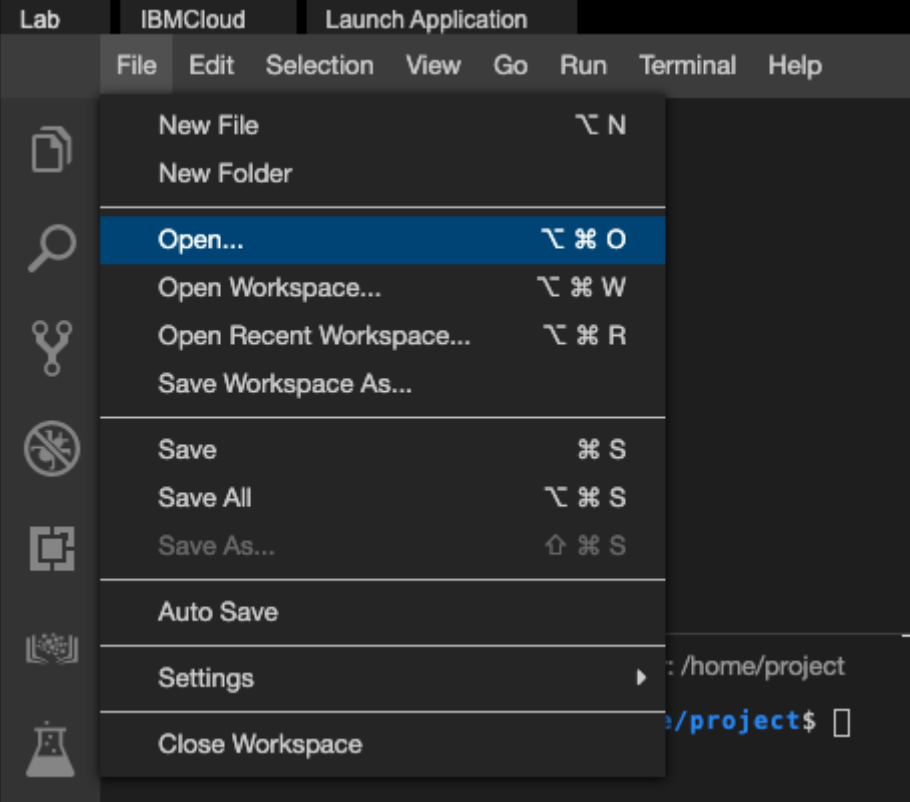 Lab IBMCloud Launch Application
File Edit Selection View Go Run Terminal Help
New File ⌥ N
New Folder
Open... ⌥ ⌘ O
Open Workspace... ⌥ ⌘ W
Open Recent Workspace... ⌥ ⌘ R
Save Workspace As...
Save ⌘ S
Save All ⌥ ⌘ S
Save As... ⇧ ⌘ S
Auto Save
Settings
: /home/project
Close Workspace
/project$